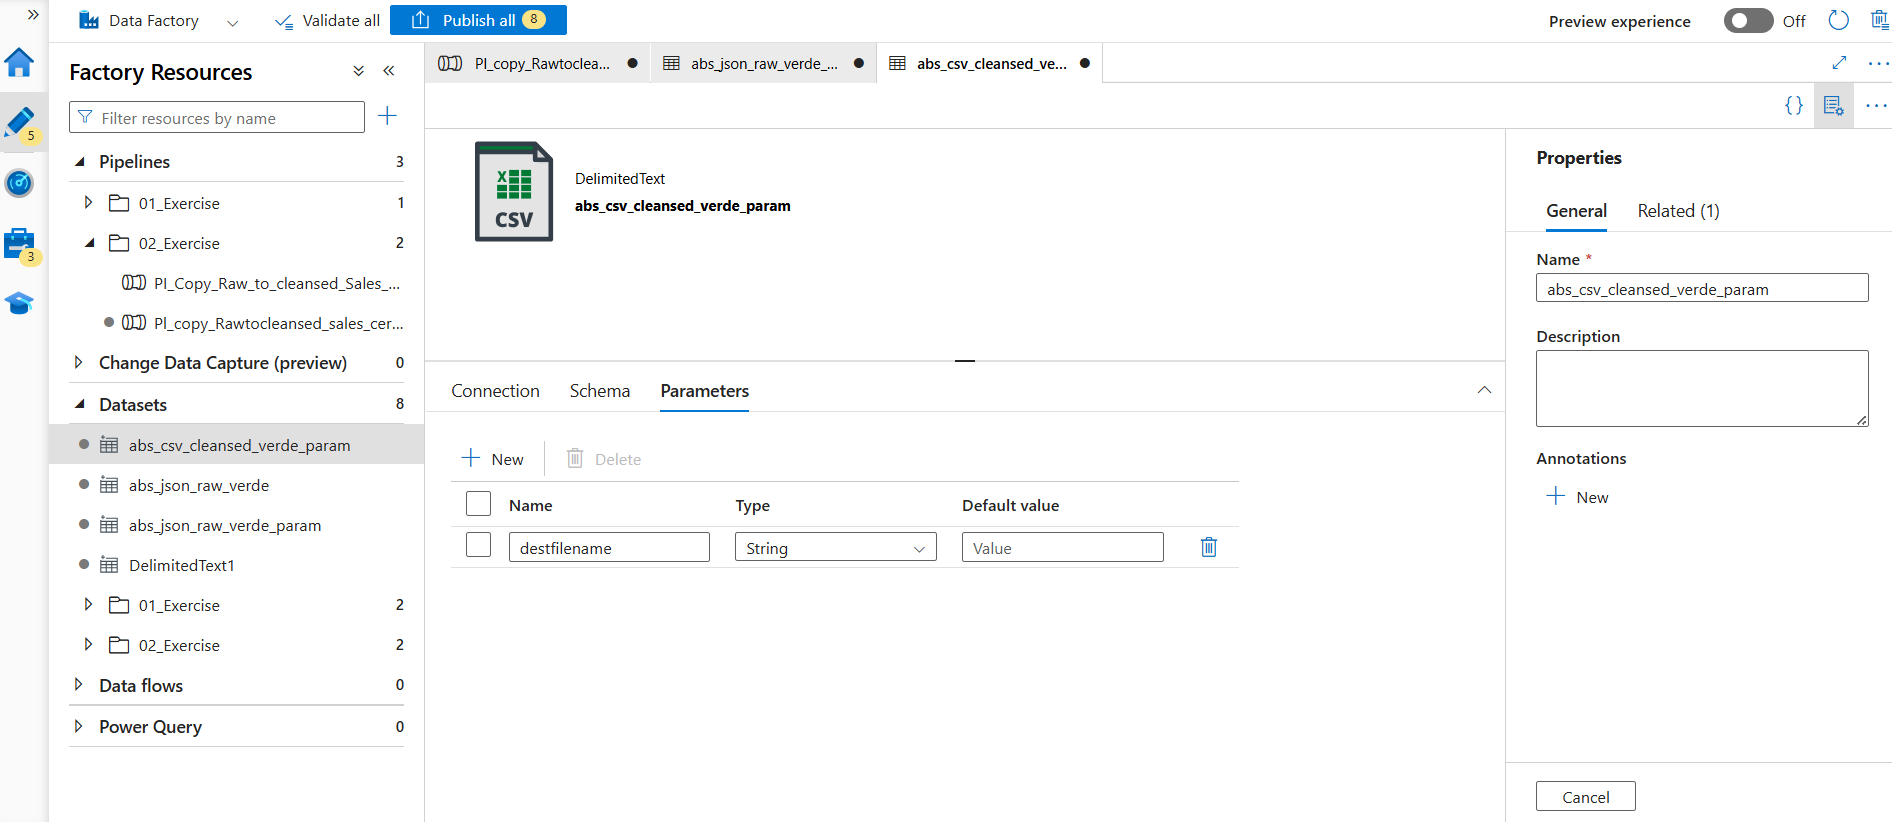 Data Factory
Validate all
Publish all 8
Preview experience
Off
Factory Resources
Filter resources by name
5
3
Pipelines 3
01_Exercise 1
02_Exercise 2
Pl_Copy_Raw_to_cleansed_Sales_...
Pl_copy_Rawtocleansed_sales_cer...
Change Data Capture (preview) 0
Datasets 8
abs_csv_cleansed_verde_param
abs_json_raw_verde
abs_json_raw_verde_param
DelimitedText1
01_Exercise 2
02_Exercise 2
Data flows 0
Power Query 0
Pl_copy_Rawtoclea...
abs_json_raw_verde_...
abs_csv_cleansed_ve...
X
CSV
DelimitedText
abs_csv_cleansed_verde_param
Connection
Schema
Parameters
New
Delete
Name Type Default value
destfilename String Value
Properties
General
Related (1)
Name *
abs_csv_cleansed_verde_param
Description
Annotations
New
Cancel